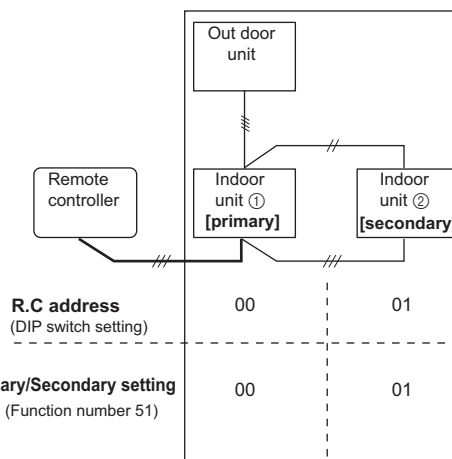 Out door
unit
Remote
controller
Indoor
unit ①
[primary]
Indoor
unit ②
[secondary]
R.C address
(DIP switch setting)
00
01
ary/Secondary setting
(Function number 51)
00
01